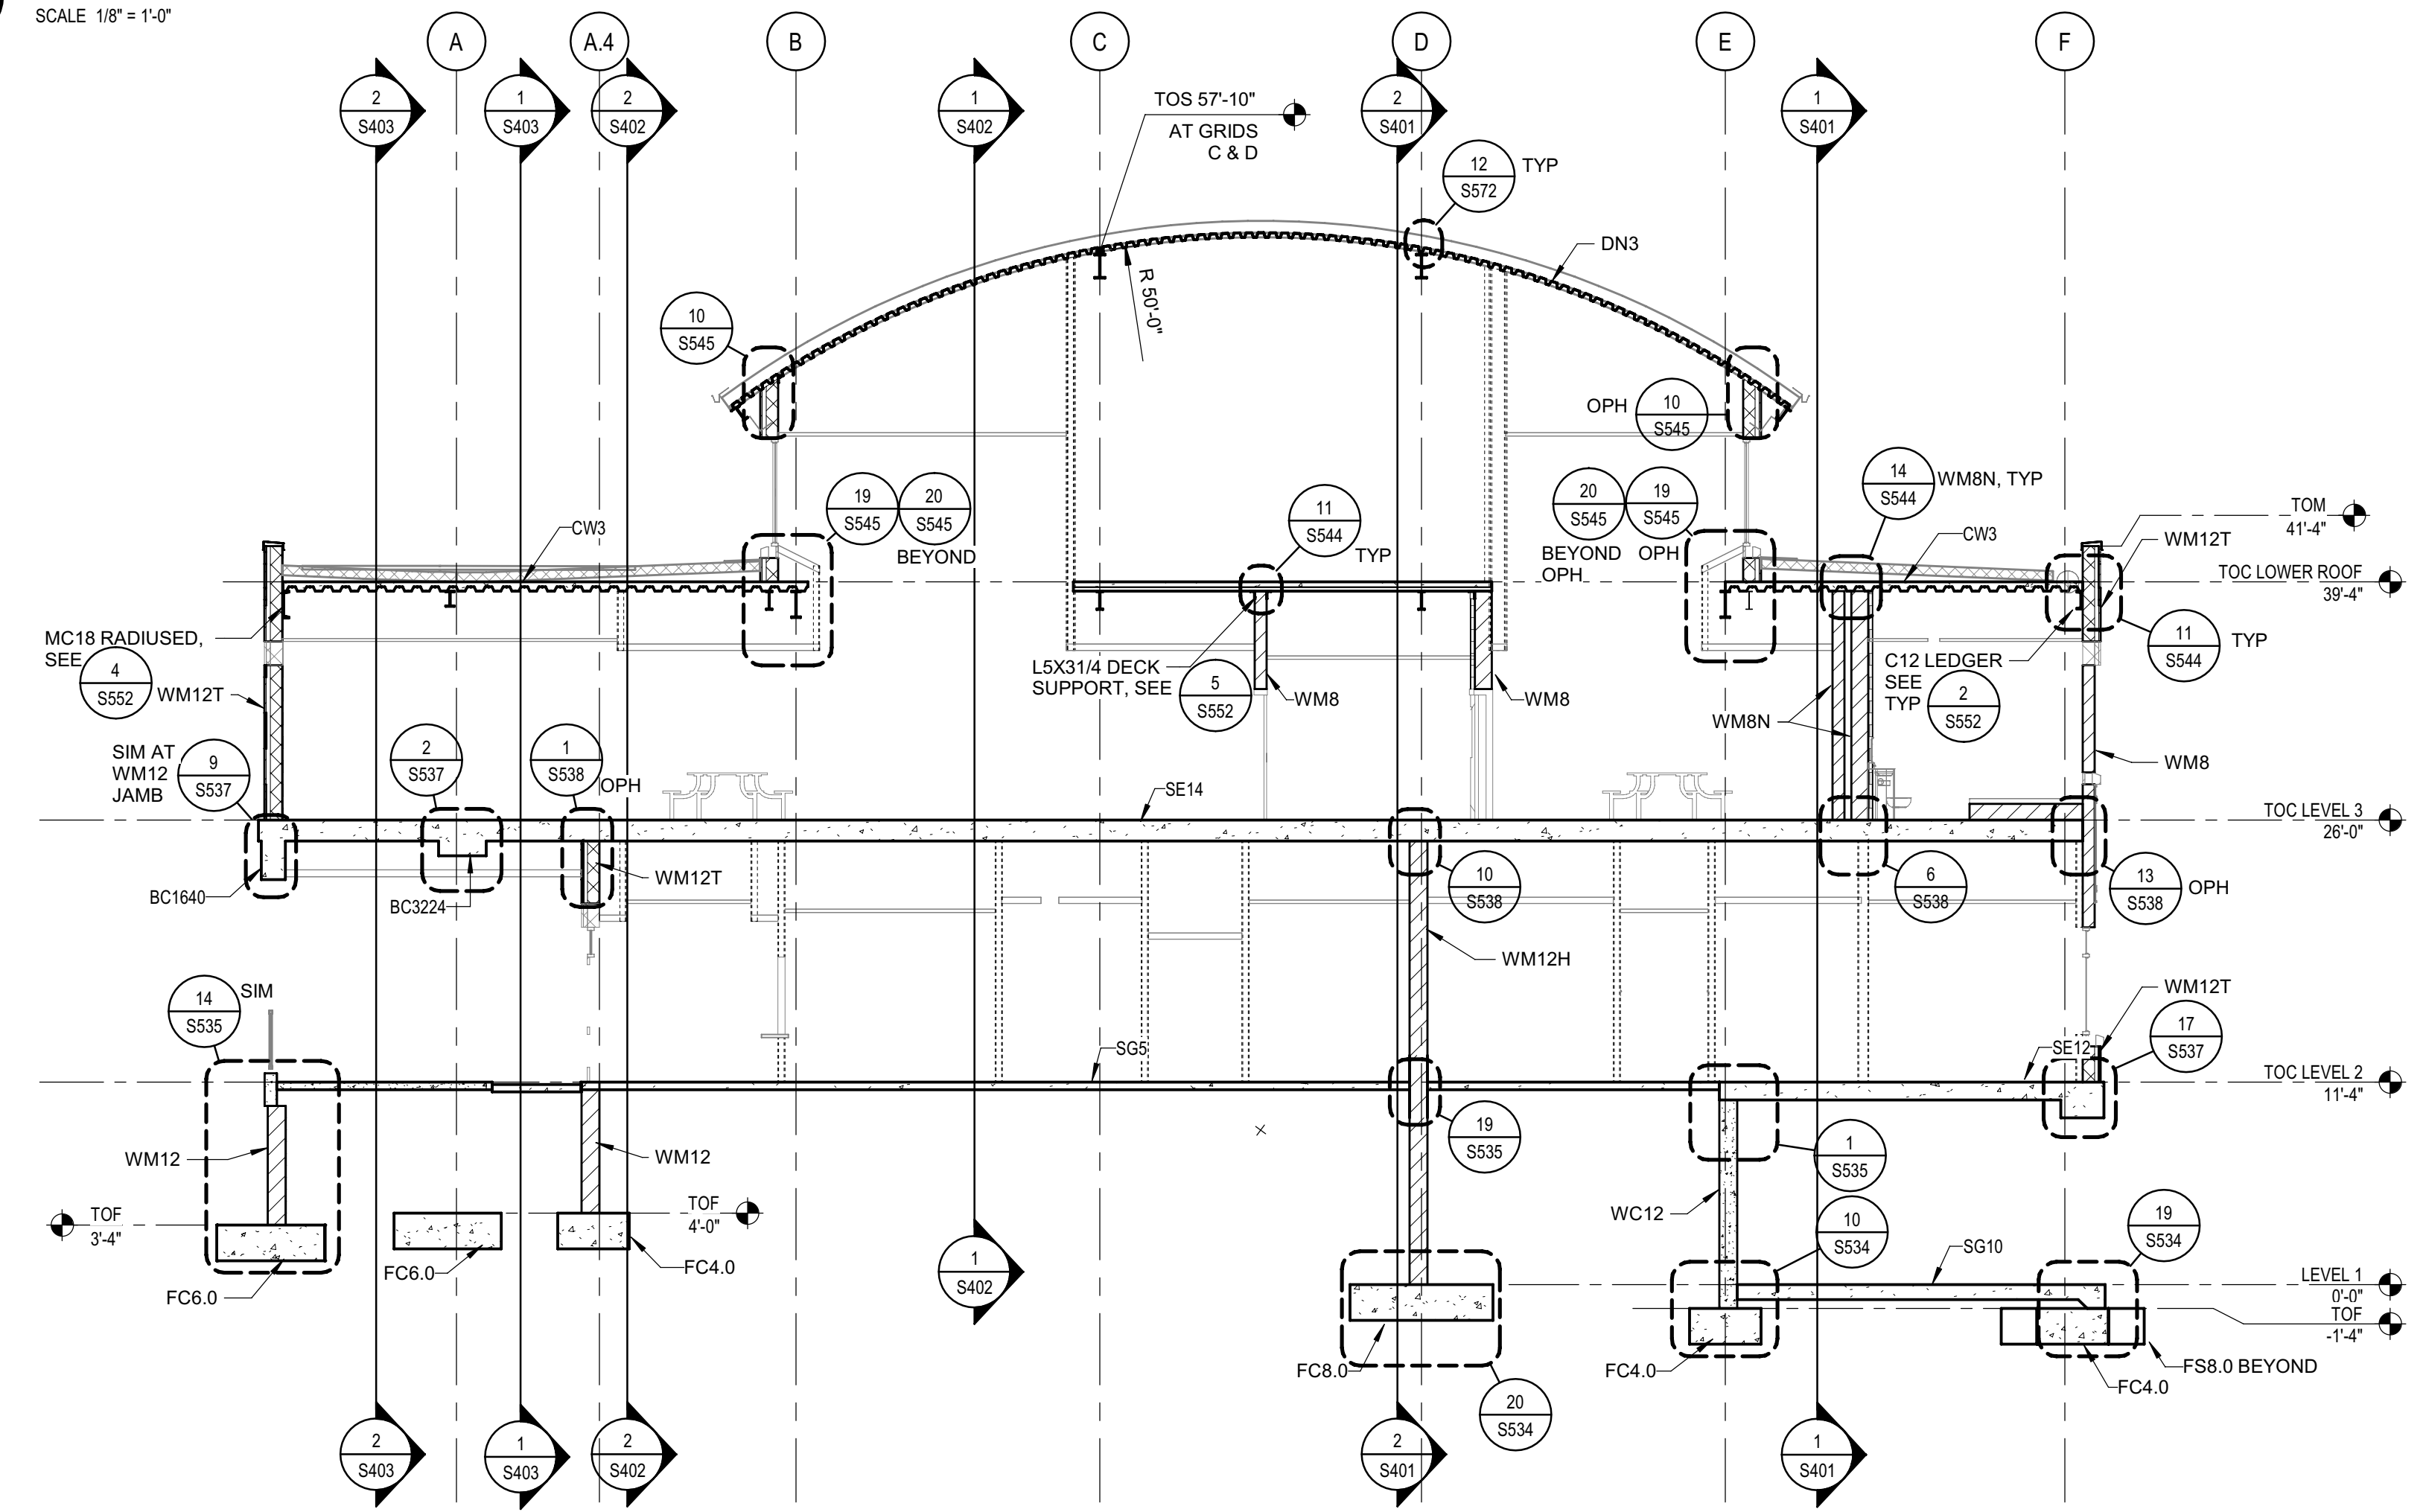 SCALE 1/8" = 1'-0"
A
A.4
B
C
D
E
F
2
S403
1
S403
2
S402
1
S402
2
S401
1
S401
TOS 57'-10"
AT GRIDS
C & D
12
S572
TYP
DN3
R 50'-0"
10
S545
OPH
10
S545
19
S545
20
S545
BEYOND
11
S544
TYP
20
S545
19
S545
BEYOND
OPH
OPH
14
S544
WM8N, TYP
CW3
CW3
TOM
41'-4"
WM12T
TOC LOWER ROOF
39'-4"
MC18 RADIUSED,
SEE
4
S552
WM12T
L5X31/4 DECK
SUPPORT, SEE
5
S552
WM8
WM8
WM8N
C12 LEDGER
SEE
TYP
2
S552
11
S544
TYP
WM8
SIM AT
WM12
JAMB
9
S537
2
S537
1
S538
OPH
SE14
TOC LEVEL 3
26'-0"
BC1640
BC3224
WM12T
10
S538
6
S538
13
S538
OPH
WM12H
14
S535
SIM
SG5
WM12T
17
S537
SE12
TOC LEVEL 2
11'-4"
WM12
WM12
19
S535
1
S535
WC12
10
S534
19
S534
TOF
3'-4"
TOF
4'-0"
FC6.0
FC6.0
FC4.0
1
S402
SG10
LEVEL 1
0'-0"
TOF
-1'-4"
FC8.0
FC4.0
FS8.0 BEYOND
FC4.0
20
S534
2
S403
1
S403
2
S402
2
S401
1
S401